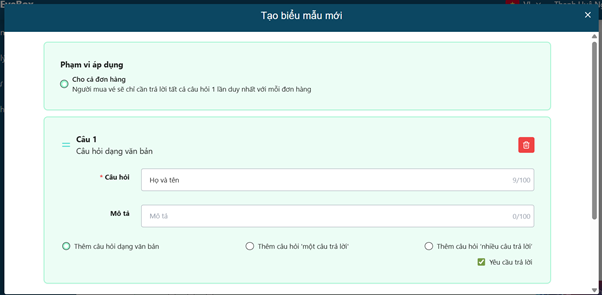 Tạo biểu mẫu mới
Phạm vi áp dụng
Cho cả đơn hàng
Người mua vé sẽ chỉ cần trả lời tất cả câu hỏi 1 lần duy nhất với mỗi đơn hàng
Câu 1
Câu hỏi dạng văn bản
* Câu hỏi
Họ và tên
9/100
Mô tả
Mô tả
0/100
Thêm câu hỏi dạng văn bản
Thêm câu hỏi 'một câu trả lời'
Thêm câu hỏi 'nhiều câu trả lời'
Yêu cầu trả lời